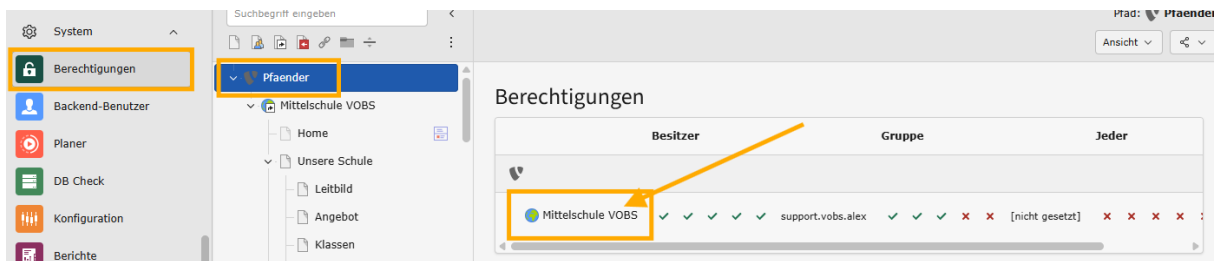 Suchbegriff eingeben
Pfad: Pfaender
System
Ansicht
Berechtigungen
Pfaender
Backend-Benutzer
Mittelschule VOBS
Berechtigungen
Home
Besitzer Gruppe Jeder
Planer
Unsere Schule
DB Check
Leitbild
Konfiguration
Angebot
Mittelschule VOBS support.vobs.alex [nicht gesetzt]
Klassen
Berichte